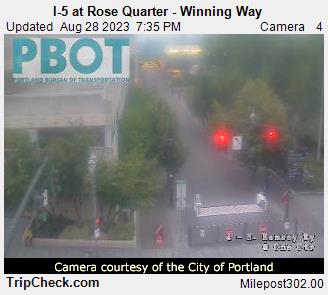 I-5 at Rose Quarter - Winning Way
Updated Aug 28 2023 7:35 PM Camera 4
PBOT
PORTLAND BUREAU OF TRANSPORTATION
Camera courtesy of the City of Portland
TripCheck.com Milepost302.00